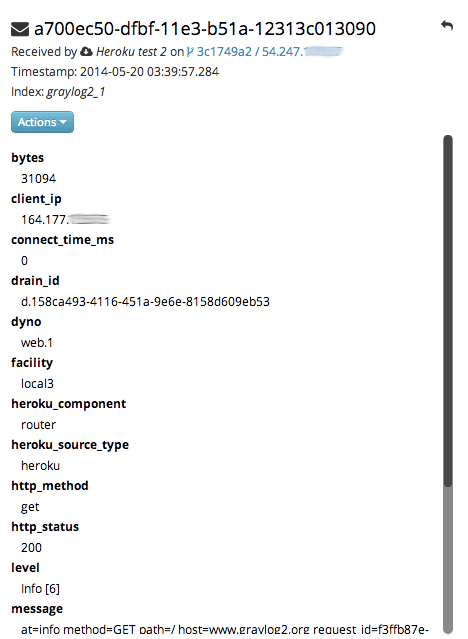 a700ec50-dfbf-11e3-b51a-12313c013090
Received by Heroku test 2 on 3c1749a2 / 54.247.
Timestamp: 2014-05-20 03:39:57.284
Index: graylog2_1
Actions
bytes
31094
client_ip
164.177.
connect_time_ms
0
drain_id
d.158ca493-4116-451a-9e6e-8158d609eb53
dyno
web.1
facility
local3
heroku_component
router
heroku_source_type
heroku
http_method
get
http_status
200
level
Info [6]
message
at=info method=GET path=/ host=www.graylog2.org request_id=f3ffb87e-